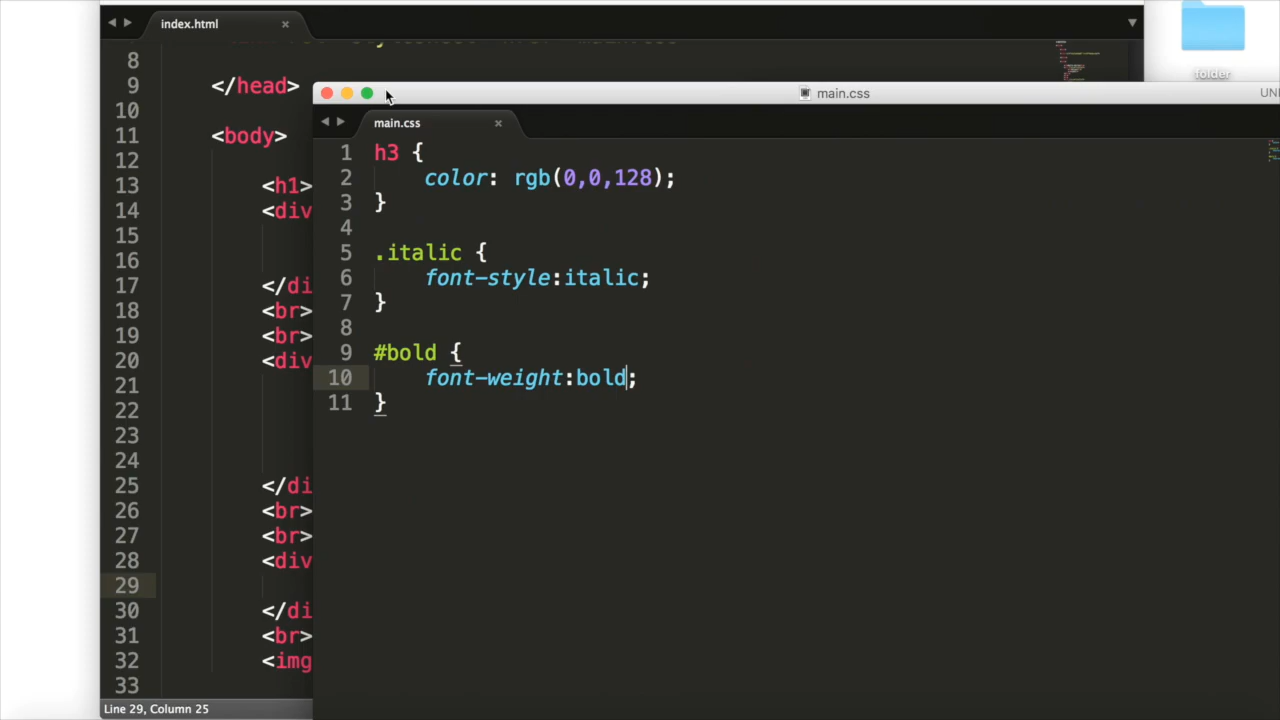 index.html
folder
8
9 </head>
10
11 <body>
12
13 <h1>
14 <div
15
16
17 </di
18 <br>
19 <br>
20 <div
21
22
23
24
25 </di
26 <br>
27 <br>
28 <div
29
30 </di
31 <br>
32 <img
33
Line 29, Column 25
main.css
UN
main.css
1 h3 {
2 color: rgb(0,0,128);
3 }
4
5 .italic {
6 font-style:italic;
7 }
8
9 #bold {
10 font-weight:bold;
11 }